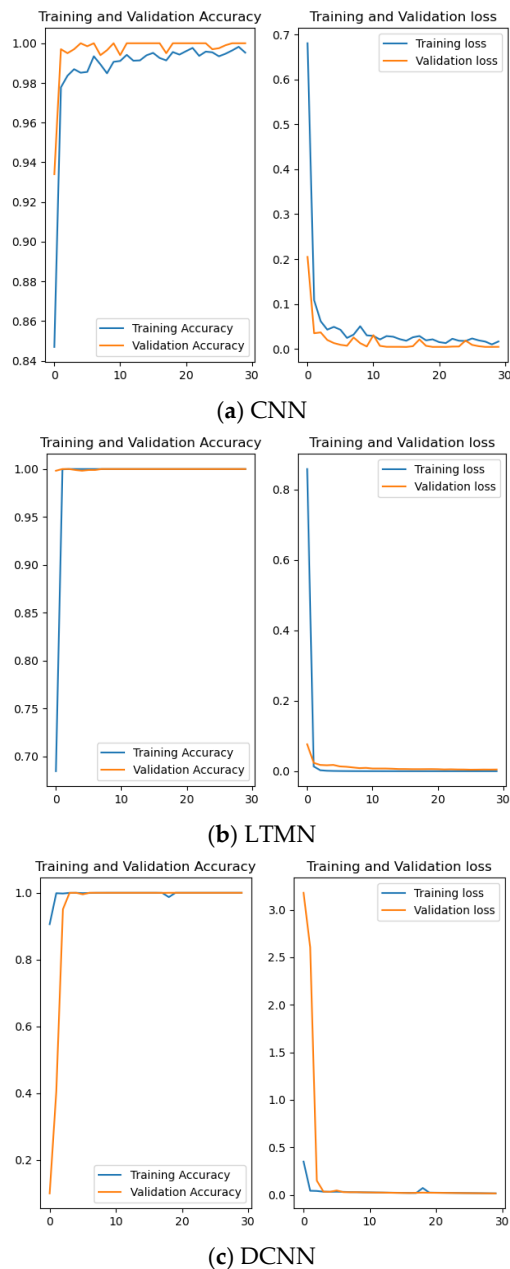 Training and Validation Accuracy
Training and Validation loss
1.00
0.98
0.96
0.94
0.92
0.90
0.88
0.86
0.84
Training Accuracy
Validation Accuracy
0 10 20 30
0.7
0.6
0.5
0.4
0.3
0.2
0.1
0.0
Training loss
Validation loss
0 10 20 30
(a) CNN
Training and Validation Accuracy
Training and Validation loss
1.00
0.95
0.90
0.85
0.80
0.75
0.70
Training Accuracy
Validation Accuracy
0 10 20 30
0.8
0.6
0.4
0.2
0.0
Training loss
Validation loss
0 10 20 30
(b) LTMN
Training and Validation Accuracy
Training and Validation loss
1.0
0.8
0.6
0.4
0.2
Training Accuracy
Validation Accuracy
0 10 20 30
3.0
2.5
2.0
1.5
1.0
0.5
0.0
Training loss
Validation loss
0 10 20 30
(c) DCNN